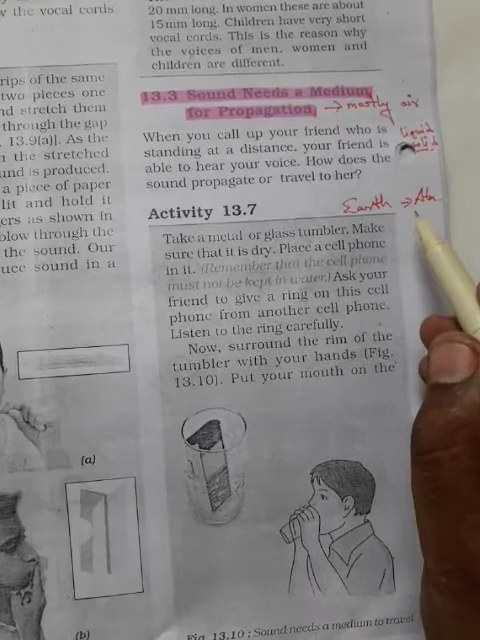 w the vocal cords
rips of the same
two pieces one
nd stretch them
through the gap
13.9(a)]. As the
n the stretched
und is produced.
a piece of paper
lit and hold it
ers as shown in
blow through the
the sound. Our
uce sound in a
(a)
(b)
20 mm long. In women these are about
15mm long. Children have very short
vocal cords. This is the reason why
the voices of men, women and
children are different.
13.3 Sound Needs a Medium
for Propagation → mostly air
liquid
solid
When you call up your friend who is
standing at a distance, your friend is
able to hear your voice. How does the
sound propagate or travel to her?
Earth →
Activity 13.7
Take a metal or glass tumbler. Make
sure that it is dry. Place a cell phone
in it. (Remember that the cell phone
must not be kept in water.) Ask your
friend to give a ring on this cell
phone from another cell phone.
Listen to the ring carefully.
Now, surround the rim of the
tumbler with your hands (Fig.
13.10). Put your mouth on the
Fig. 13.10 : Sound needs a medium to travel